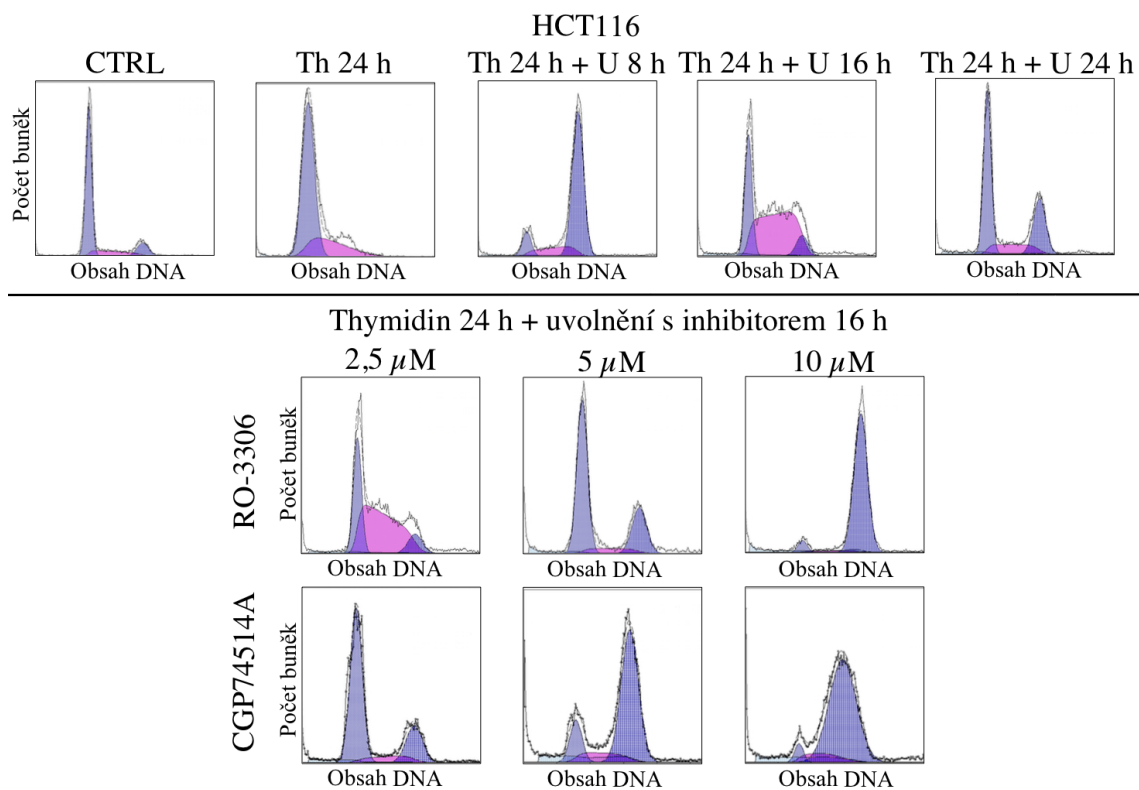 HCT116
CTRL Th 24 h Th 24 h + U 8 h Th 24 h + U 16 h Th 24 h + U 24 h
Počet buněk
Obsah DNA Obsah DNA Obsah DNA Obsah DNA Obsah DNA
Thymidin 24 h + uvolnění s inhibitorem 16 h
2,5 µM 5 µM 10 µM
RO-3306
Počet buněk
Obsah DNA Obsah DNA Obsah DNA
CGP74514A
Počet buněk
Obsah DNA Obsah DNA Obsah DNA